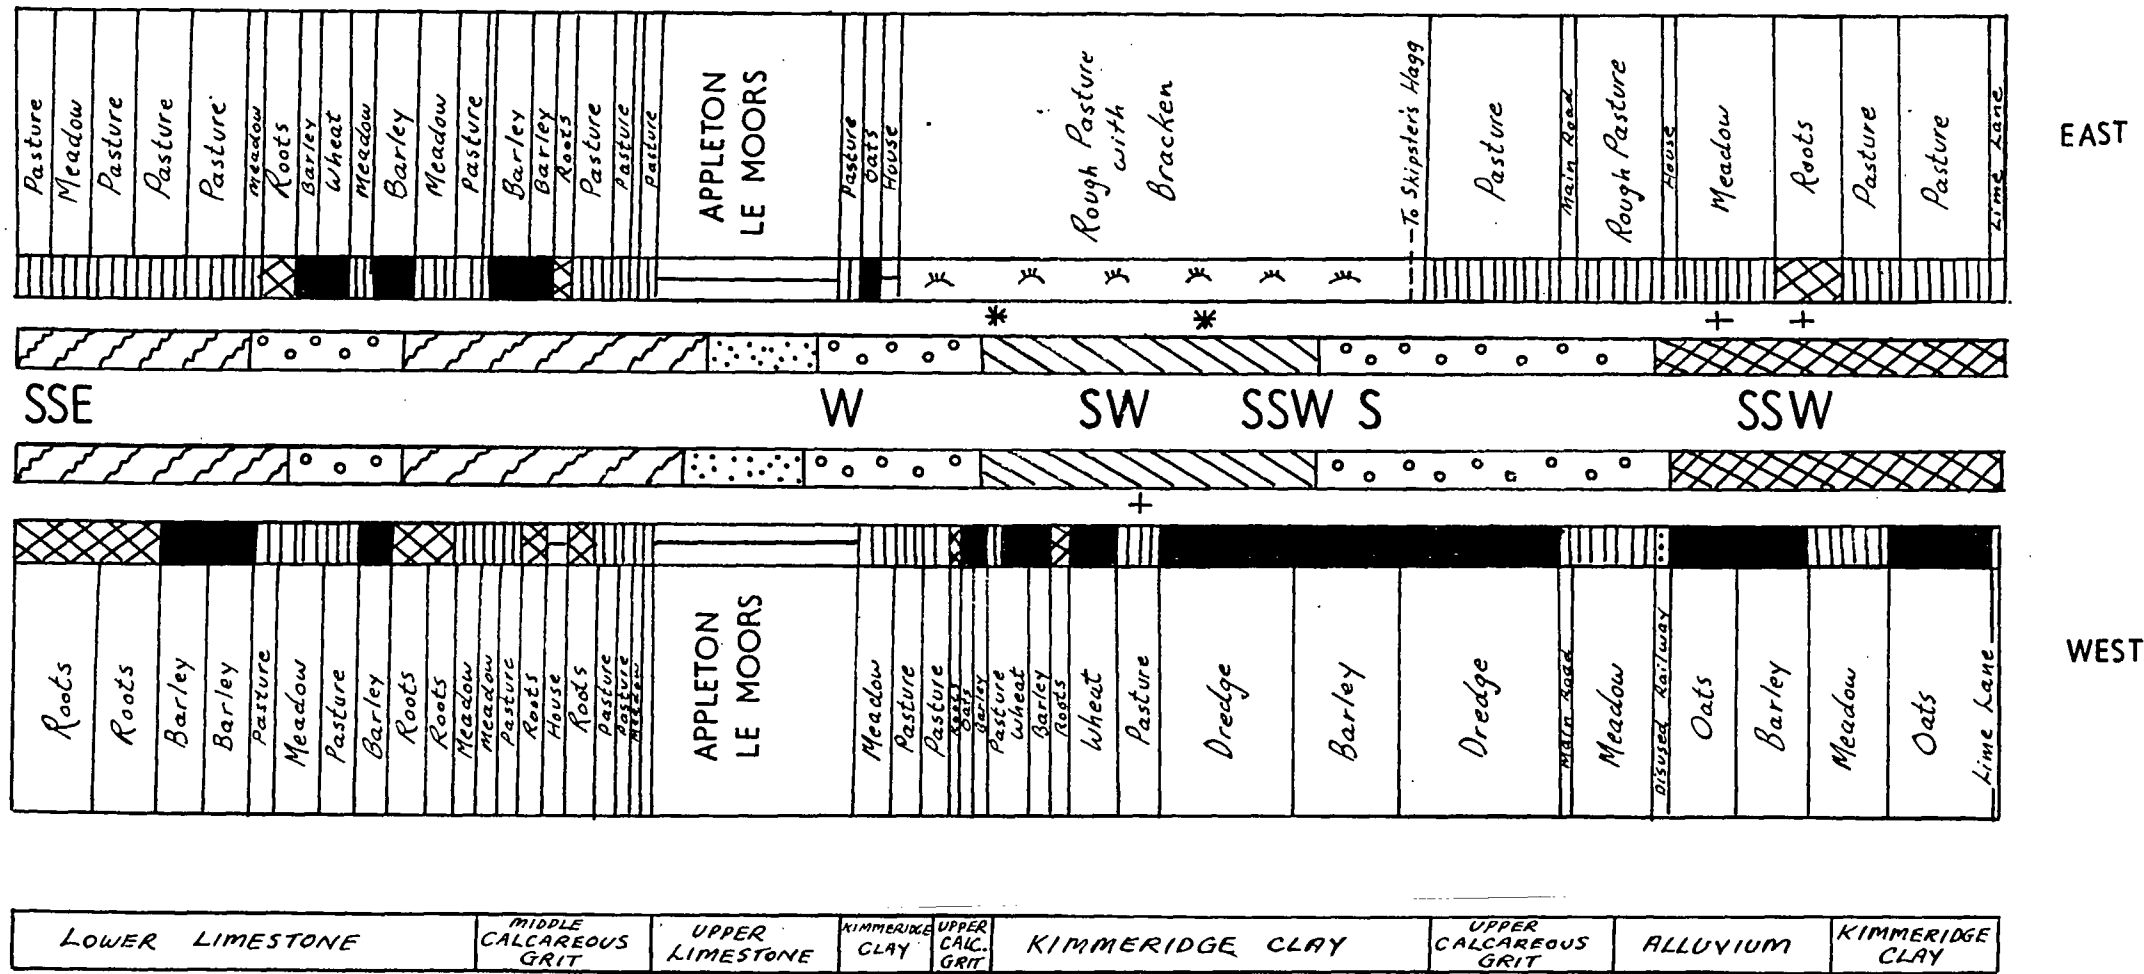 Pasture
Meadow
Pasture
Pasture
Pasture
Meadow
Roots
Barley
Wheat
Meadow
Barley
Meadow
Pasture
Barley
Barley
Roots
Pasture
Pasture
Pasture
APPLETON
LE MOORS
Pasture
Oats
House
Rough Pasture
with
Bracken
To Skipster's Hagg
Pasture
Main Road
Rough Pasture
House
Meadow
Roots
Pasture
Pasture
Lime Lane
EAST
SSE W SW SSW S SSW
Roots
Roots
Barley
Barley
Pasture
Meadow
Pasture
Barley
Roots
Roots
Meadow
Meadow
Pasture
Roots
House
Roots
Pasture
Pasture
Meadow
APPLETON
LE MOORS
Meadow
Pasture
Pasture
Roots
Oats
Barley
Pasture
Wheat
Barley
Roots
Wheat
Pasture
Dredge
Barley
Dredge
Main Road
Meadow
Disused Railway
Oats
Barley
Meadow
Oats
Lime Lane
WEST
LOWER LIMESTONE
MIDDLE
CALCAREOUS
GRIT
UPPER
LIMESTONE
KIMMERIDGE
CLAY
UPPER
CALC.
GRIT
KIMMERIDGE CLAY
UPPER
CALCAREOUS
GRIT
ALLUVIUM
KIMMERIDGE
CLAY